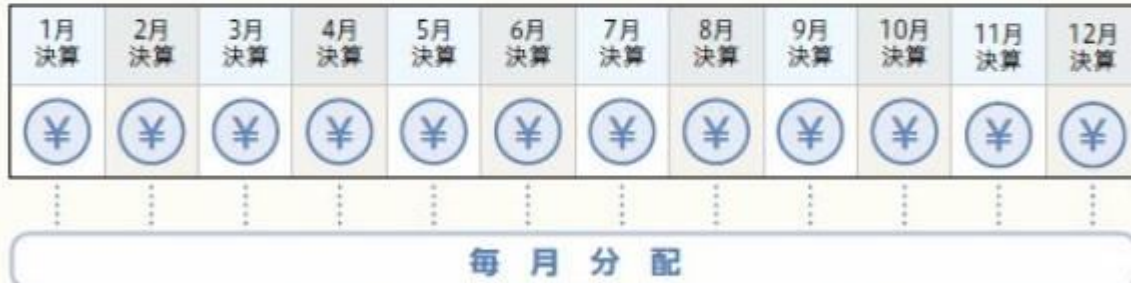 1月 2月 3月 4月 5月 6月 7月 8月 9月 10月 11月 12月
決算 決算 決算 決算 決算 決算 決算 決算 決算 決算 決算 決算
¥ ¥ ¥ ¥ ¥ ¥ ¥ ¥ ¥ ¥ ¥ ¥
毎月分配